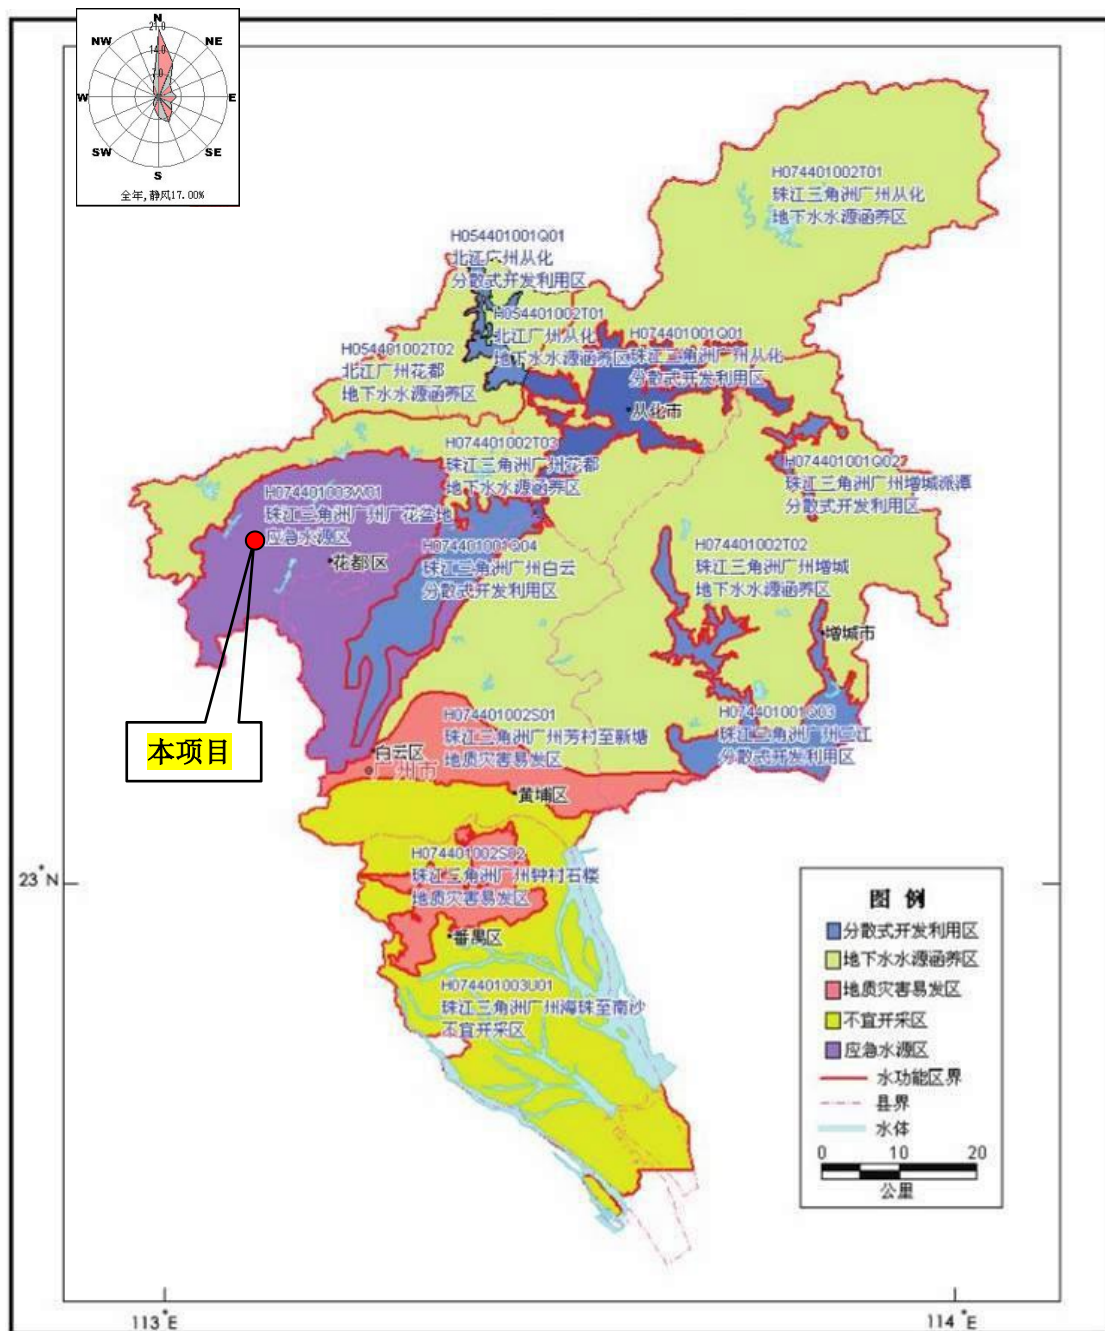 N
21.0
NW
NE
14.0
7.0
W
E
SW
SE
S
全年,静风17.00%
H074401002T01
珠江三角洲广州从化
地下水水源涵养区
H054401001Q01
北江广州从化
分散式开发利用区
H054401002T01
北江广州从化
地下水水源涵养区
H074401001Q01
珠江三角洲广州从化
分散式开发利用区
H054401002T02
北江广州花都
地下水水源涵养区
从化市
H074401002T03
珠江三角洲广州花都
地下水水源涵养区
H074401001Q02
珠江三角洲广州增城派潭
分散式开发利用区
H074401003W01
珠江三角洲广州广花盆地
应急水源区
花都区
H074401001Q04
珠江三角洲广州白云
分散式开发利用区
H074401002T02
珠江三角洲广州增城
地下水水源涵养区
增城市
本项目
H074401002S01
珠江三角洲广州芳村至新塘
地质灾害易发区
H074401001Q03
珠江三角洲广州三江
分散式开发利用区
白云区
广州市
黄埔区
H074401002S02
珠江三角洲广州钟村石楼
地质灾害易发区
23°N
番禺区
H074401003U01
珠江三角洲广州海珠至南沙
不宜开采区
图 例
分散式开发利用区
地下水水源涵养区
地质灾害易发区
不宜开采区
应急水源区
水功能区界
县界
水体
0 10 20
公里
113°E
114°E